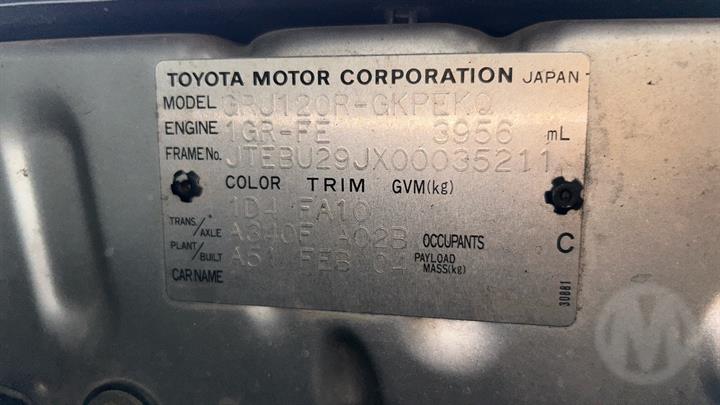 TOYOTA MOTOR CORPORATION JAPAN
MODEL GRJ120R-GKPEKQ
ENGINE 1GR-FE 3956 mL
FRAME No. JTEBU29JX00035211
COLOR TRIM GVM(kg)
1D4 FA10
TRANS/AXLE A340F A02B OCCUPANTS C
PLANT/BUILT A51 FEB 04 PAYLOAD MASS(kg)
CAR NAME
30881
M